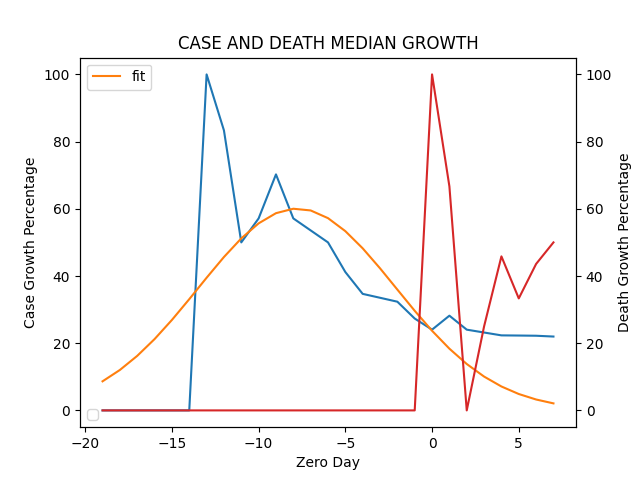 CASE AND DEATH MEDIAN GROWTH
fit
Case Growth Percentage
100
80
60
40
20
0
Death Growth Percentage
100
80
60
40
20
0
−20 −15 −10 −5 0 5
Zero Day